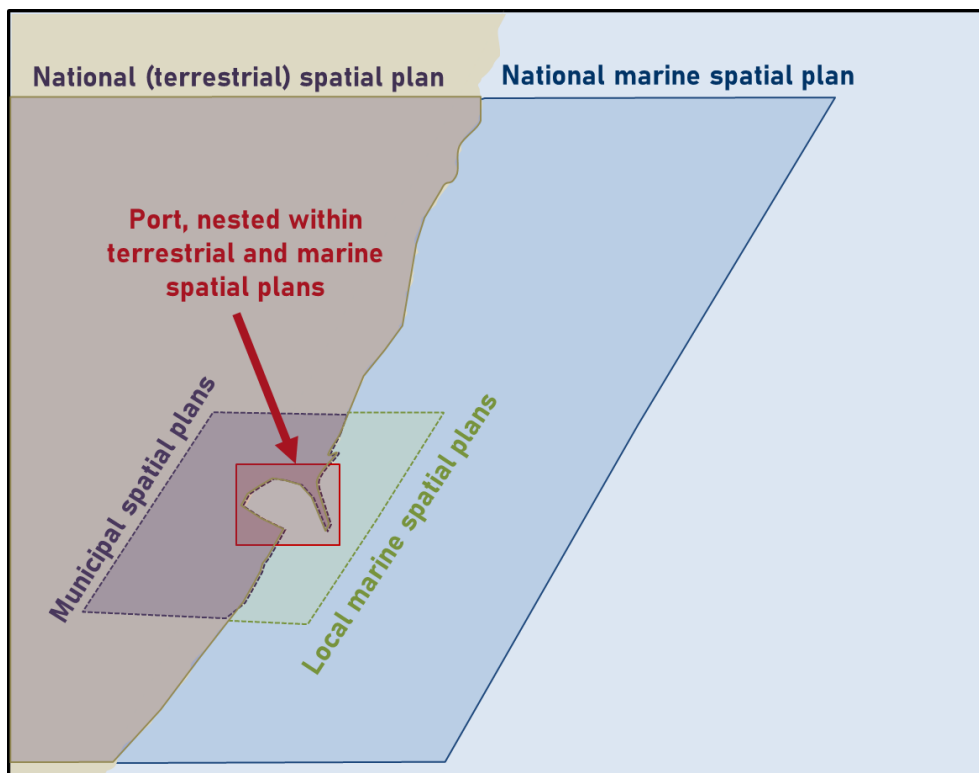 National (terrestrial) spatial plan
National marine spatial plan
Port, nested within
terrestrial and marine
spatial plans
Municipal spatial plans
Local marine spatial plans